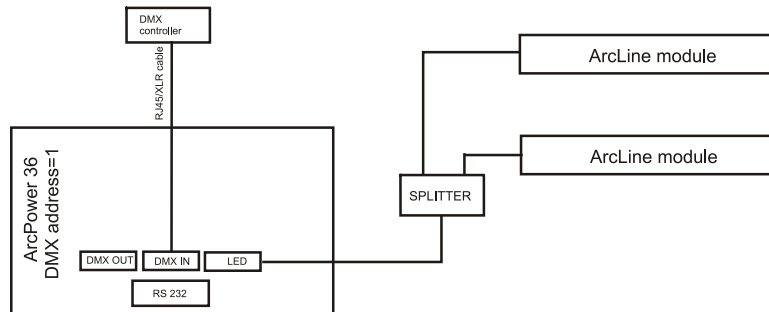 DMX
controller
RJ45/XLR cable
ArcLine module
ArcLine module
ArcPower 36
DMX address=1
SPLITTER
DMX OUT
DMX IN
LED
RS 232